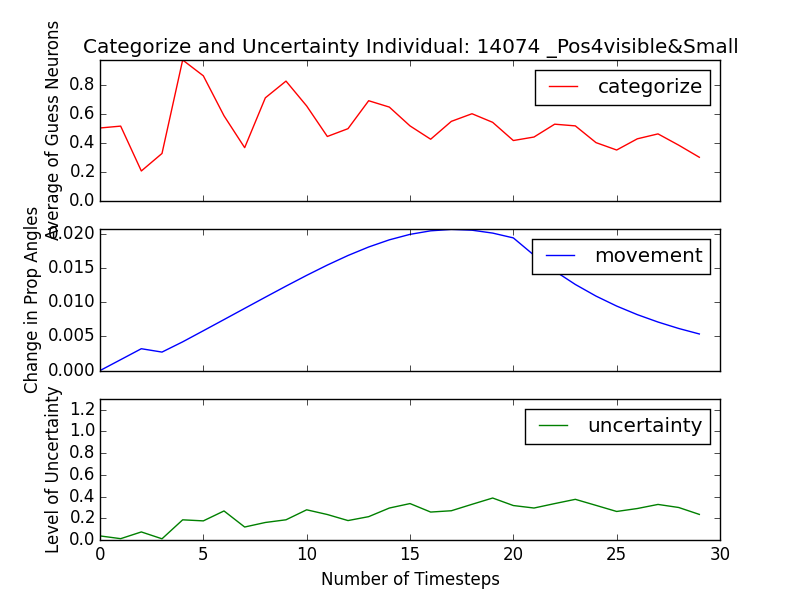 Categorize and Uncertainty Individual: 14074 _Pos4visible&Small
Average of Guess Neurons
0.8
0.6
0.4
0.2
0.0
categorize
Change in Prop Angles
0.020
0.015
0.010
0.005
0.000
movement
Level of Uncertainty
1.2
1.0
0.8
0.6
0.4
0.2
0.0
uncertainty
0 5 10 15 20 25 30
Number of Timesteps